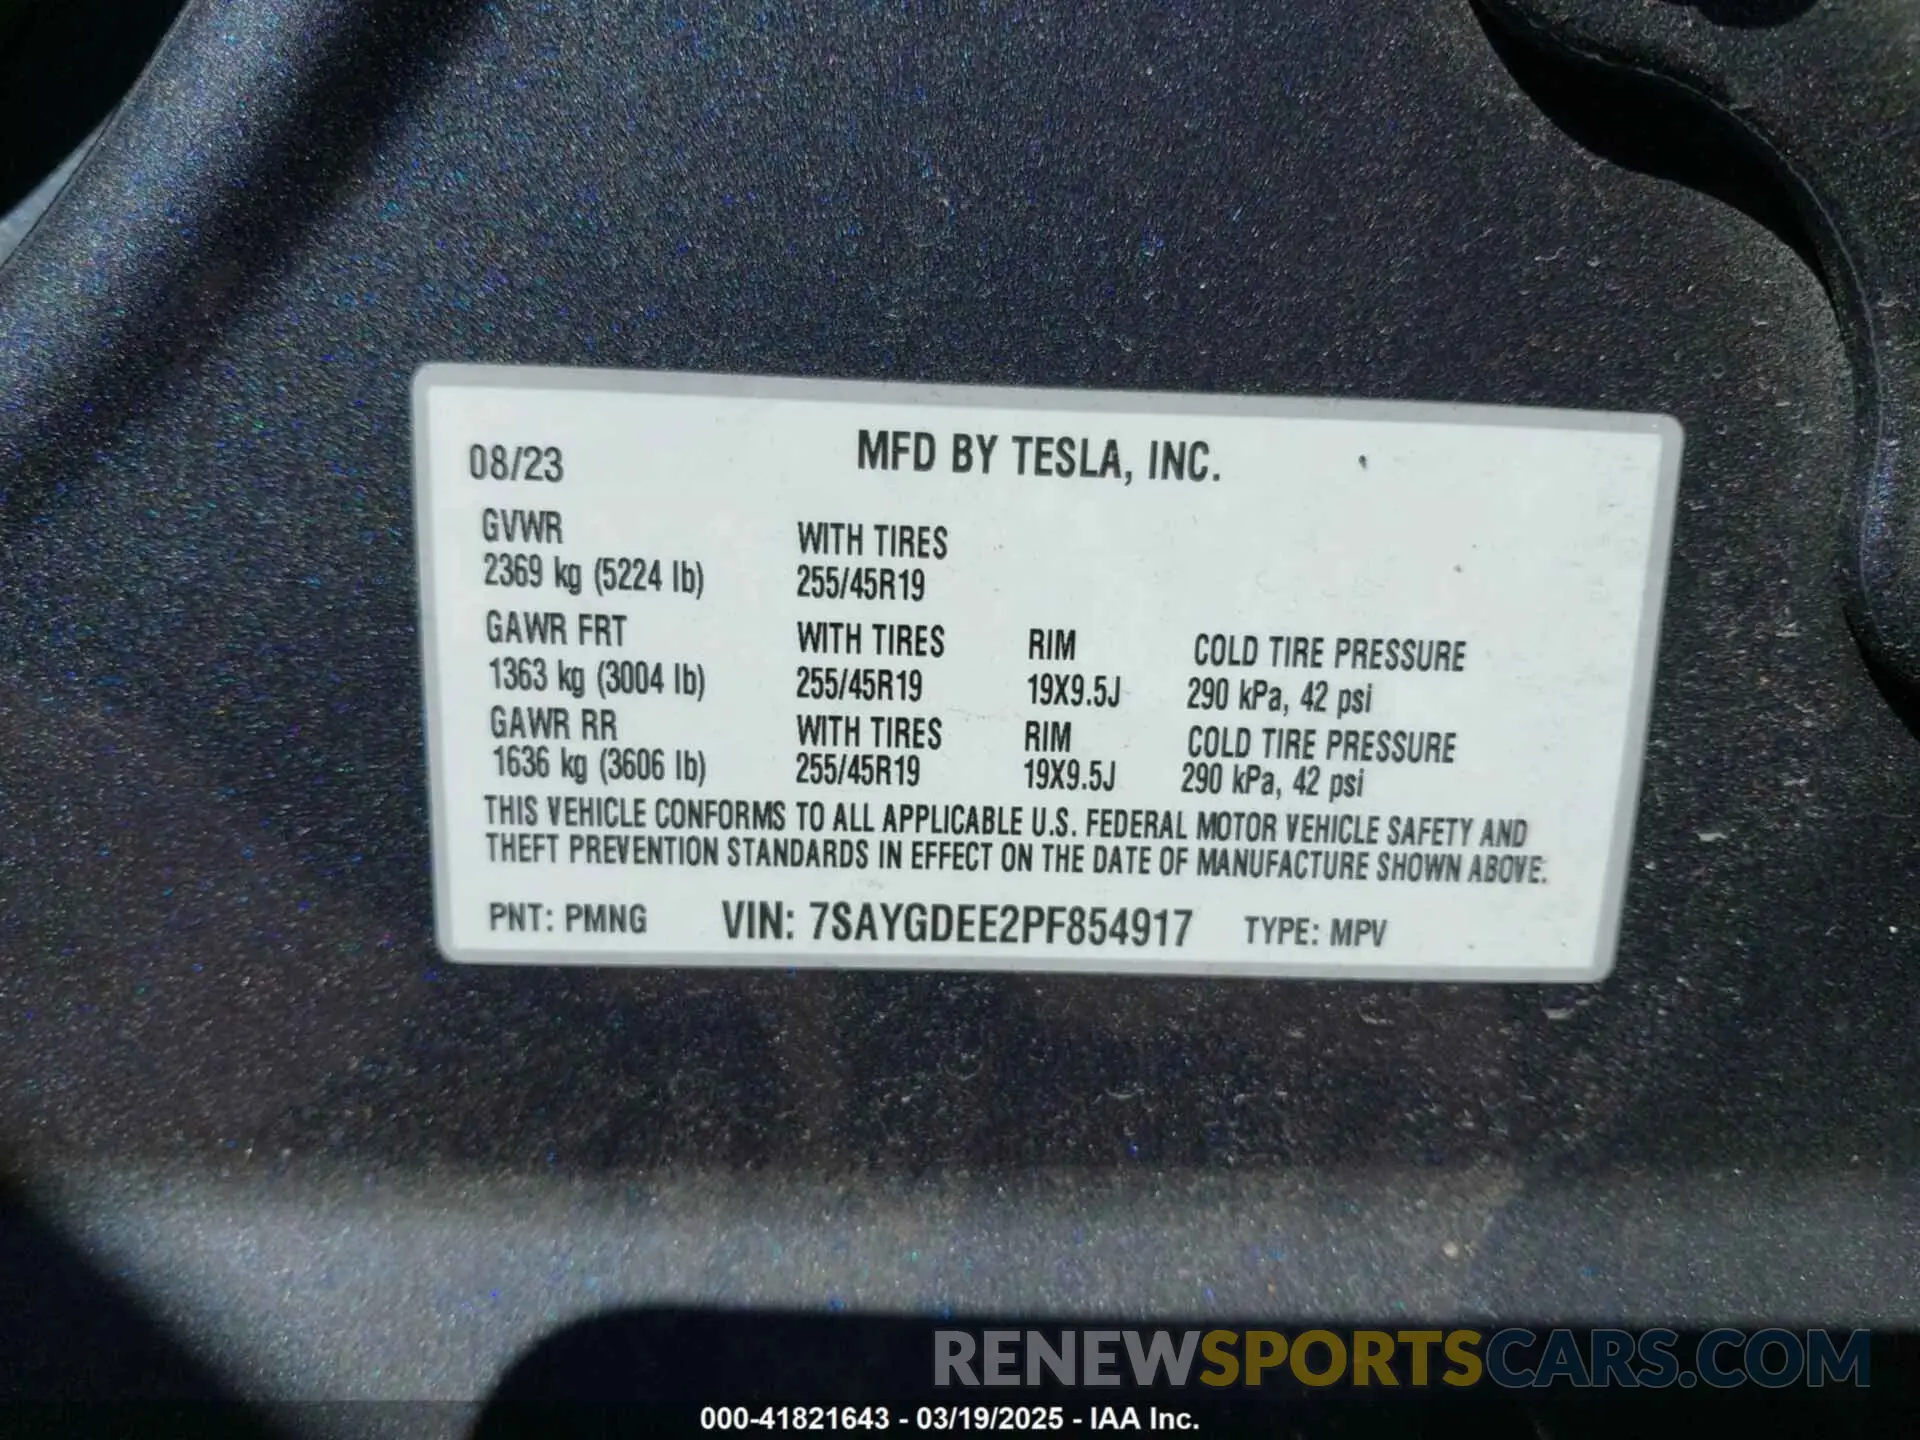 08/23 MFD BY TESLA, INC.
GVWR WITH TIRES
2369 kg (5224 lb) 255/45R19
GAWR FRT WITH TIRES RIM COLD TIRE PRESSURE
1363 kg (3004 lb) 255/45R19 19X9.5J 290 kPa, 42 psi
GAWR RR WITH TIRES RIM COLD TIRE PRESSURE
1636 kg (3606 lb) 255/45R19 19X9.5J 290 kPa, 42 psi
THIS VEHICLE CONFORMS TO ALL APPLICABLE U.S. FEDERAL MOTOR VEHICLE SAFETY AND
THEFT PREVENTION STANDARDS IN EFFECT ON THE DATE OF MANUFACTURE SHOWN ABOVE.
PNT: PMNG VIN: 7SAYGDEE2PF854917 TYPE: MPV
RENEWSPORTSCARS.COM
000-41821643 - 03/19/2025 - IAA Inc.